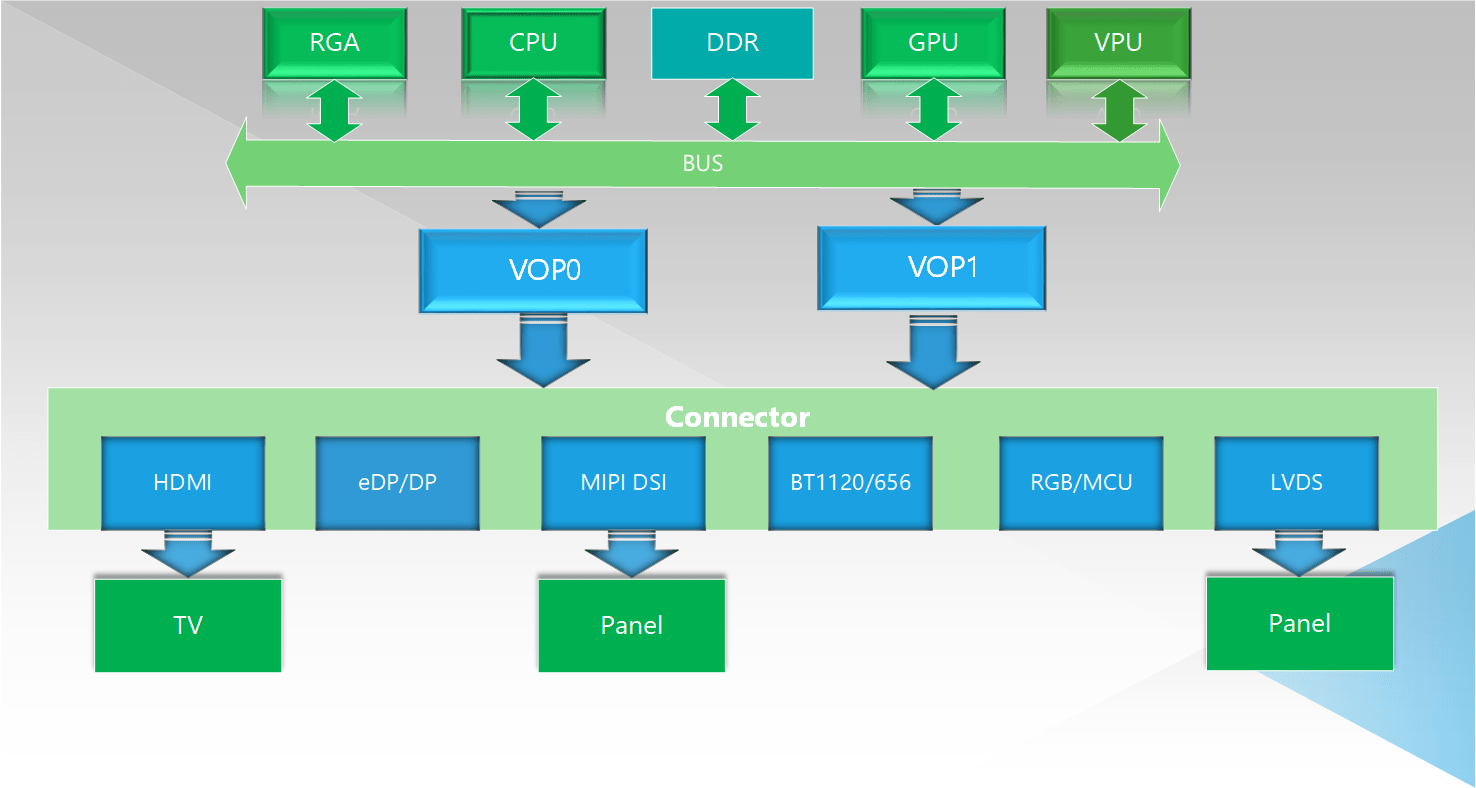 RGA
CPU
DDR
GPU
VPU
BUS
VOP0
VOP1
Connector
HDMI
eDP/DP
MIPI DSI
BT1120/656
RGB/MCU
LVDS
TV
Panel
Panel